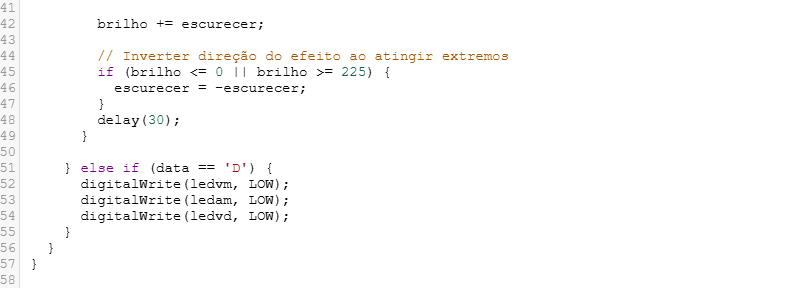 41
42 brilho += escurecer;
43
44 // Inverter direção do efeito ao atingir extremos
45 if (brilho <= 0 || brilho >= 225) {
46 escurecer = -escurecer;
47 }
48 delay(30);
49 }
50
51 } else if (data == 'D') {
52 digitalWrite(ledvm, LOW);
53 digitalWrite(ledam, LOW);
54 digitalWrite(ledvd, LOW);
55 }
56 }
57 }
58